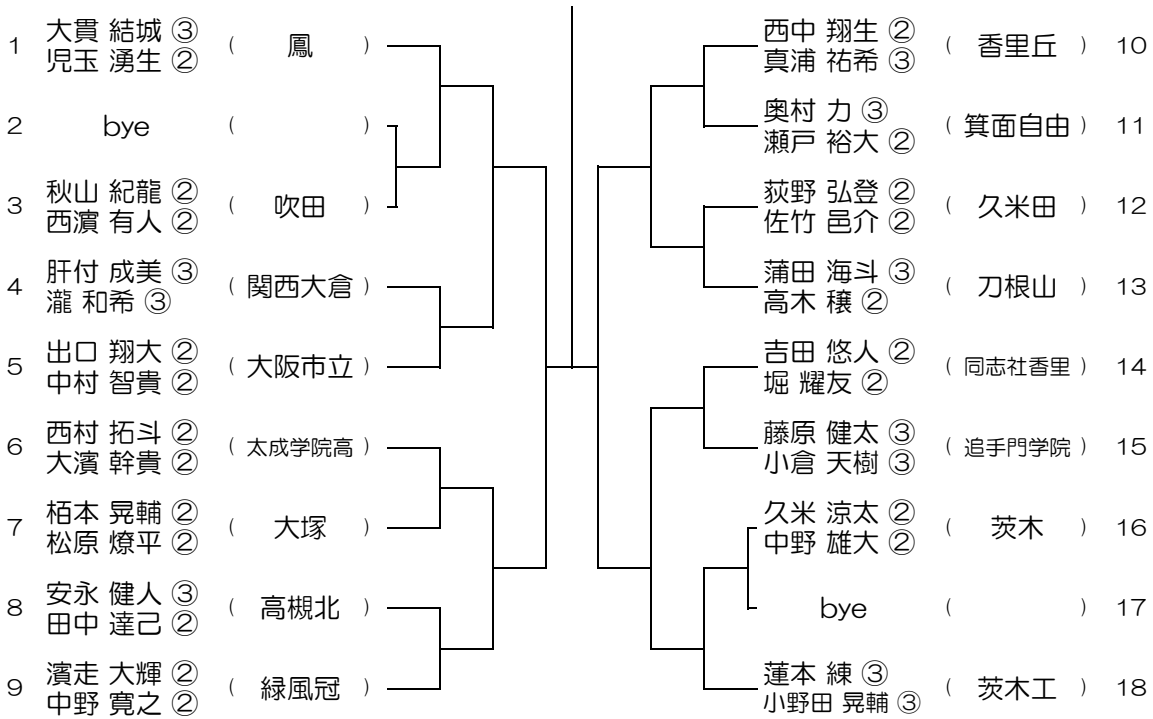 1 大貫 結城 ③ ( 鳳 )
児玉 湧生 ②
2 bye ( )
3 秋山 紀龍 ② ( 吹田 )
西濵 有人 ②
4 肝付 成美 ③ ( 関西大倉 )
瀧 和希 ③
5 出口 翔大 ② ( 大阪市立 )
中村 智貴 ②
6 西村 拓斗 ② ( 太成学院高 )
大濱 幹貴 ②
7 栢本 晃輔 ② ( 大塚 )
松原 燎平 ②
8 安永 健人 ③ ( 高槻北 )
田中 達己 ②
9 濱走 大輝 ② ( 緑風冠 )
中野 寛之 ②
西中 翔生 ② ( 香里丘 ) 10
真浦 祐希 ③
奥村 力 ③ ( 箕面自由 ) 11
瀬戸 裕大 ②
荻野 弘登 ② ( 久米田 ) 12
佐竹 邑介 ②
蒲田 海斗 ③ ( 刀根山 ) 13
高木 穣 ②
吉田 悠人 ② ( 同志社香里 ) 14
堀 耀友 ②
藤原 健太 ③ ( 追手門学院 ) 15
小倉 天樹 ③
久米 涼太 ② ( 茨木 ) 16
中野 雄大 ②
bye ( ) 17
蓮本 練 ③ ( 茨木工 ) 18
小野田 晃輔 ③